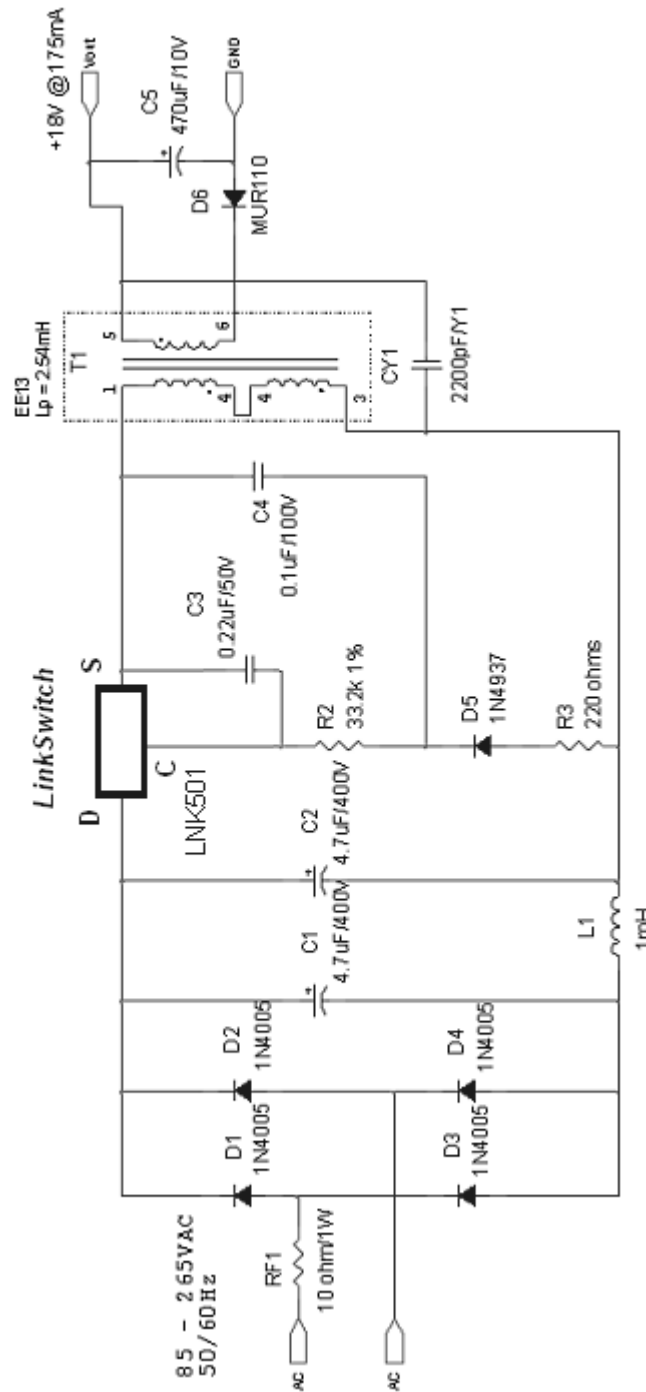 85 - 265VAC
50/60Hz
AC
RF1
10 ohm/1W
AC
D1
1N4005
D2
1N4005
D3
1N4005
D4
1N4005
C1
4.7uF/400V
C2
4.7uF/400V
L1
1mH
LinkSwitch
D
S
C
LNK501
C3
0.22uF/50V
R2
33.2k 1%
C4
0.1uF/100V
D5
1N4937
R3
220 ohms
EE13
Lp = 2.54mH
T1
1
5
4
4
6
3
CY1
2200pF/Y1
D6
MUR110
C5
470uF/10V
+18V @175mA
Vout
GND